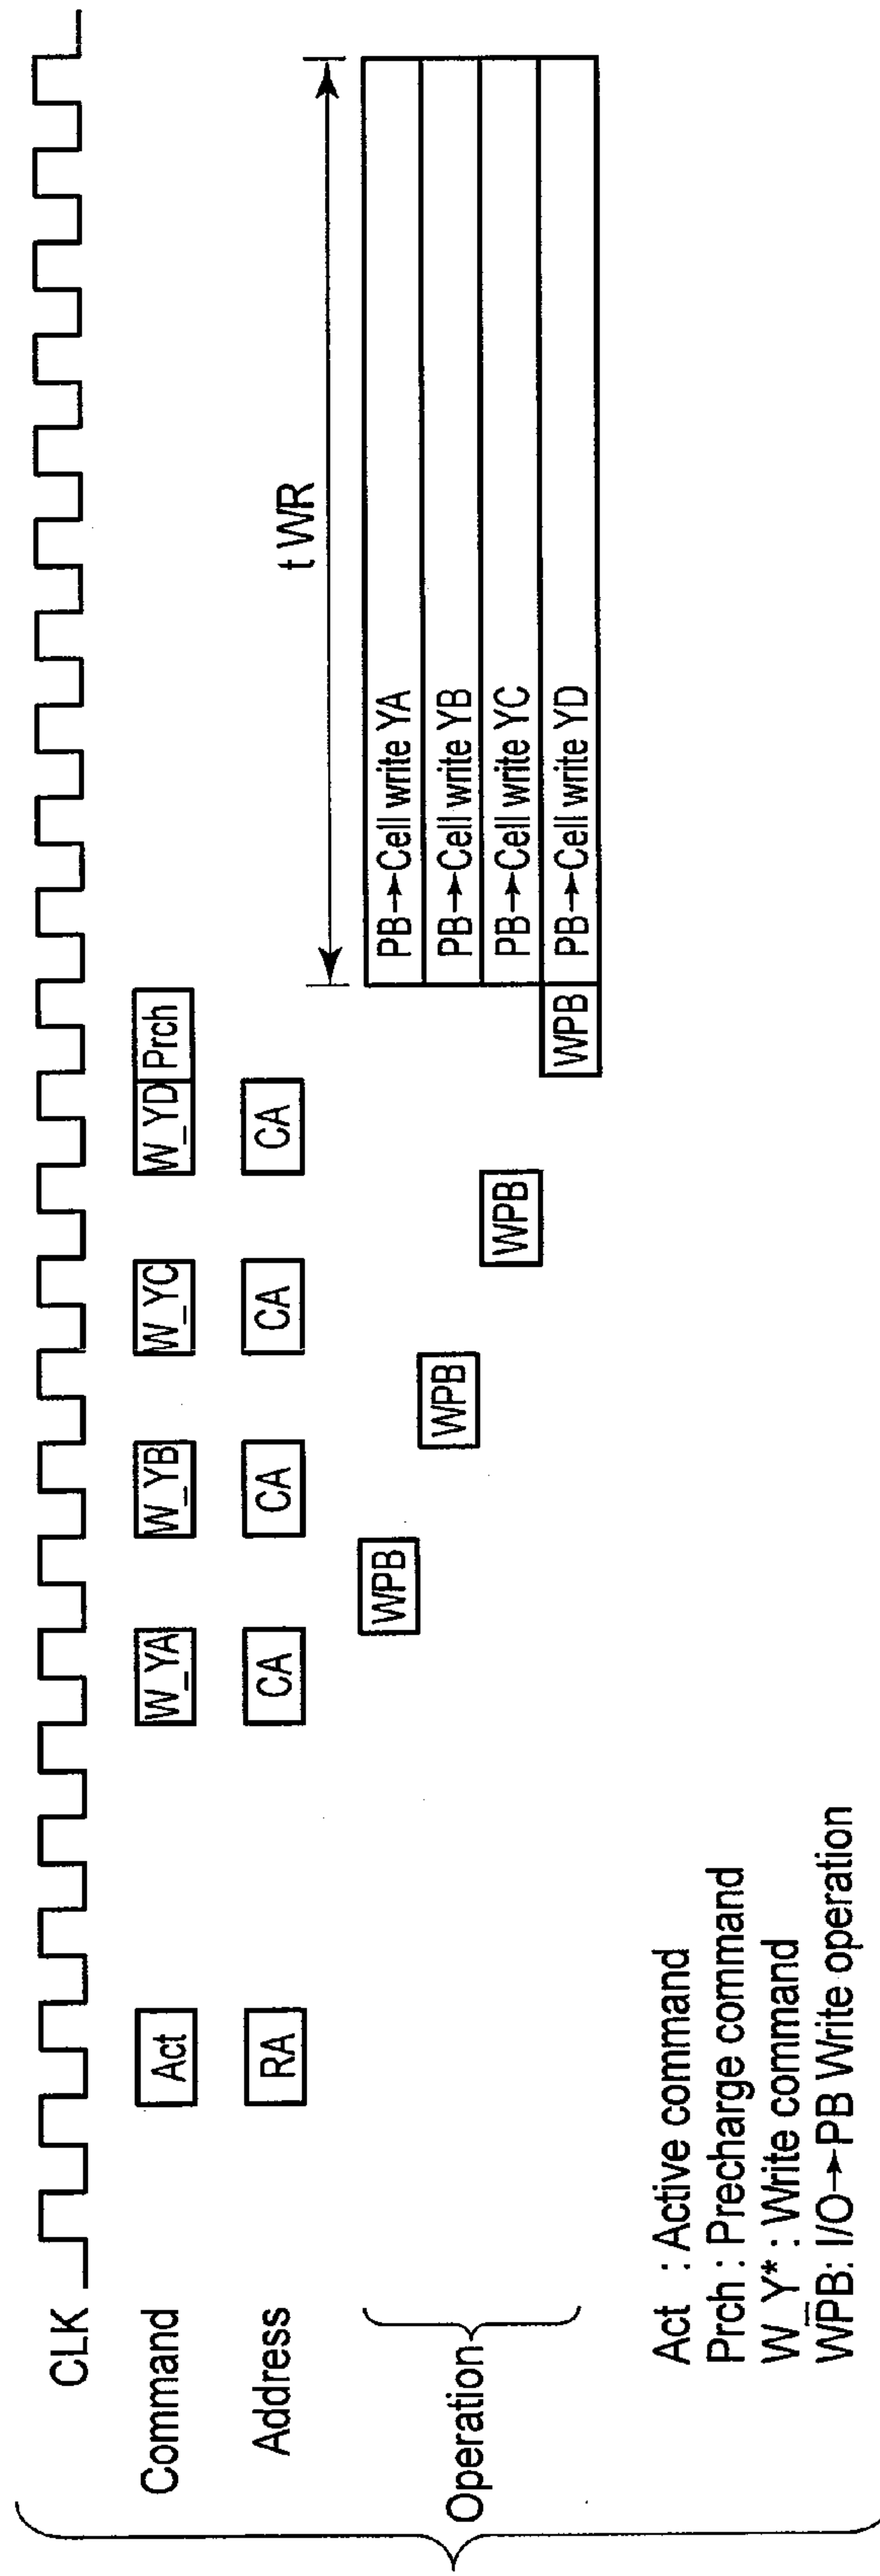 CLK
Command Act W_YA W_YB W_YC W_YD Prch
Address RA CA CA CA CA
t WR
Operation
WPB PB→Cell write YA
WPB PB→Cell write YB
WPB PB→Cell write YC
WPB PB→Cell write YD
Act : Active command
Prch : Precharge command
W_Y* : Write command
WPB: I/O→PB Write operation